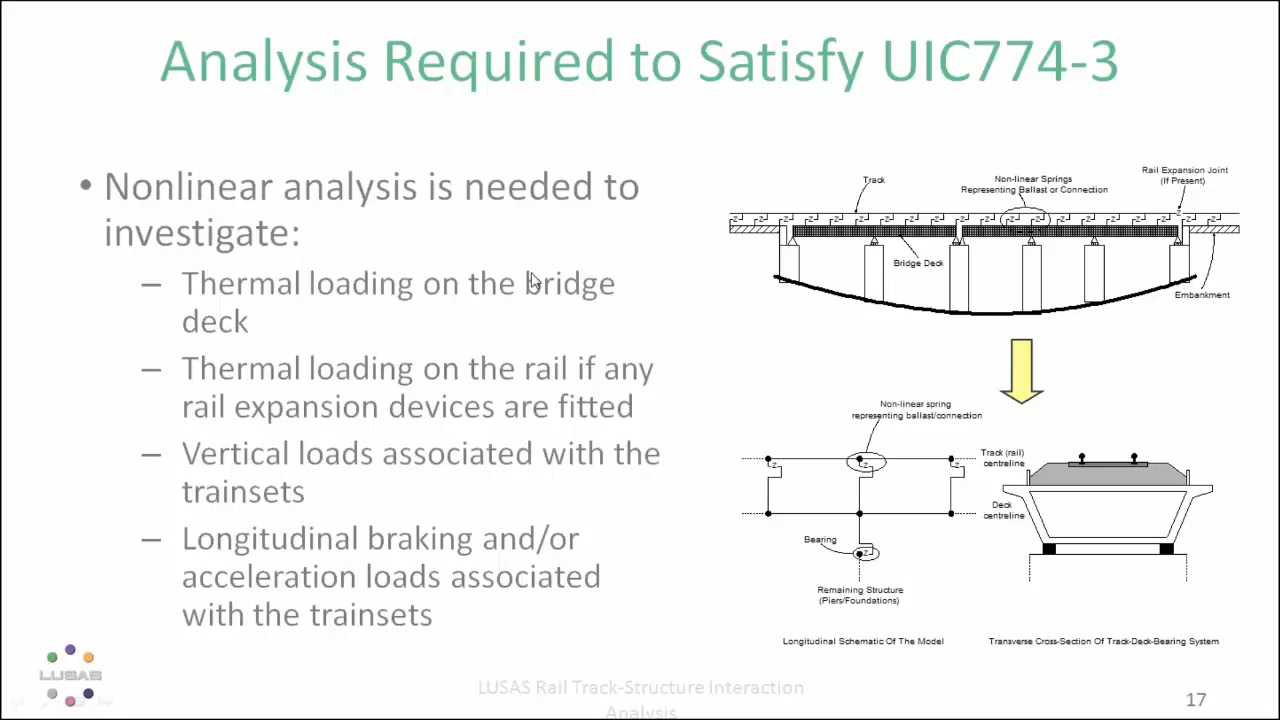 Analysis Required to Satisfy UIC774-3
• Nonlinear analysis is needed to
investigate:
– Thermal loading on the bridge
deck
– Thermal loading on the rail if any
rail expansion devices are fitted
– Vertical loads associated with the
trainsets
– Longitudinal braking and/or
acceleration loads associated
with the trainsets
Track
Non-linear Springs
Representing Ballast or Connection
Rail Expansion Joint
(If Present)
Bridge Deck
Embankment
Non-linear spring
representing ballast/connection
Track (rail)
centreline
Deck
centreline
Bearing
Remaining Structure
(Piers/Foundations)
Longitudinal Schematic Of The Model
Transverse Cross-Section Of Track-Deck-Bearing System
LUSAS
LUSAS Rail Track-Structure Interaction
Analysis
17